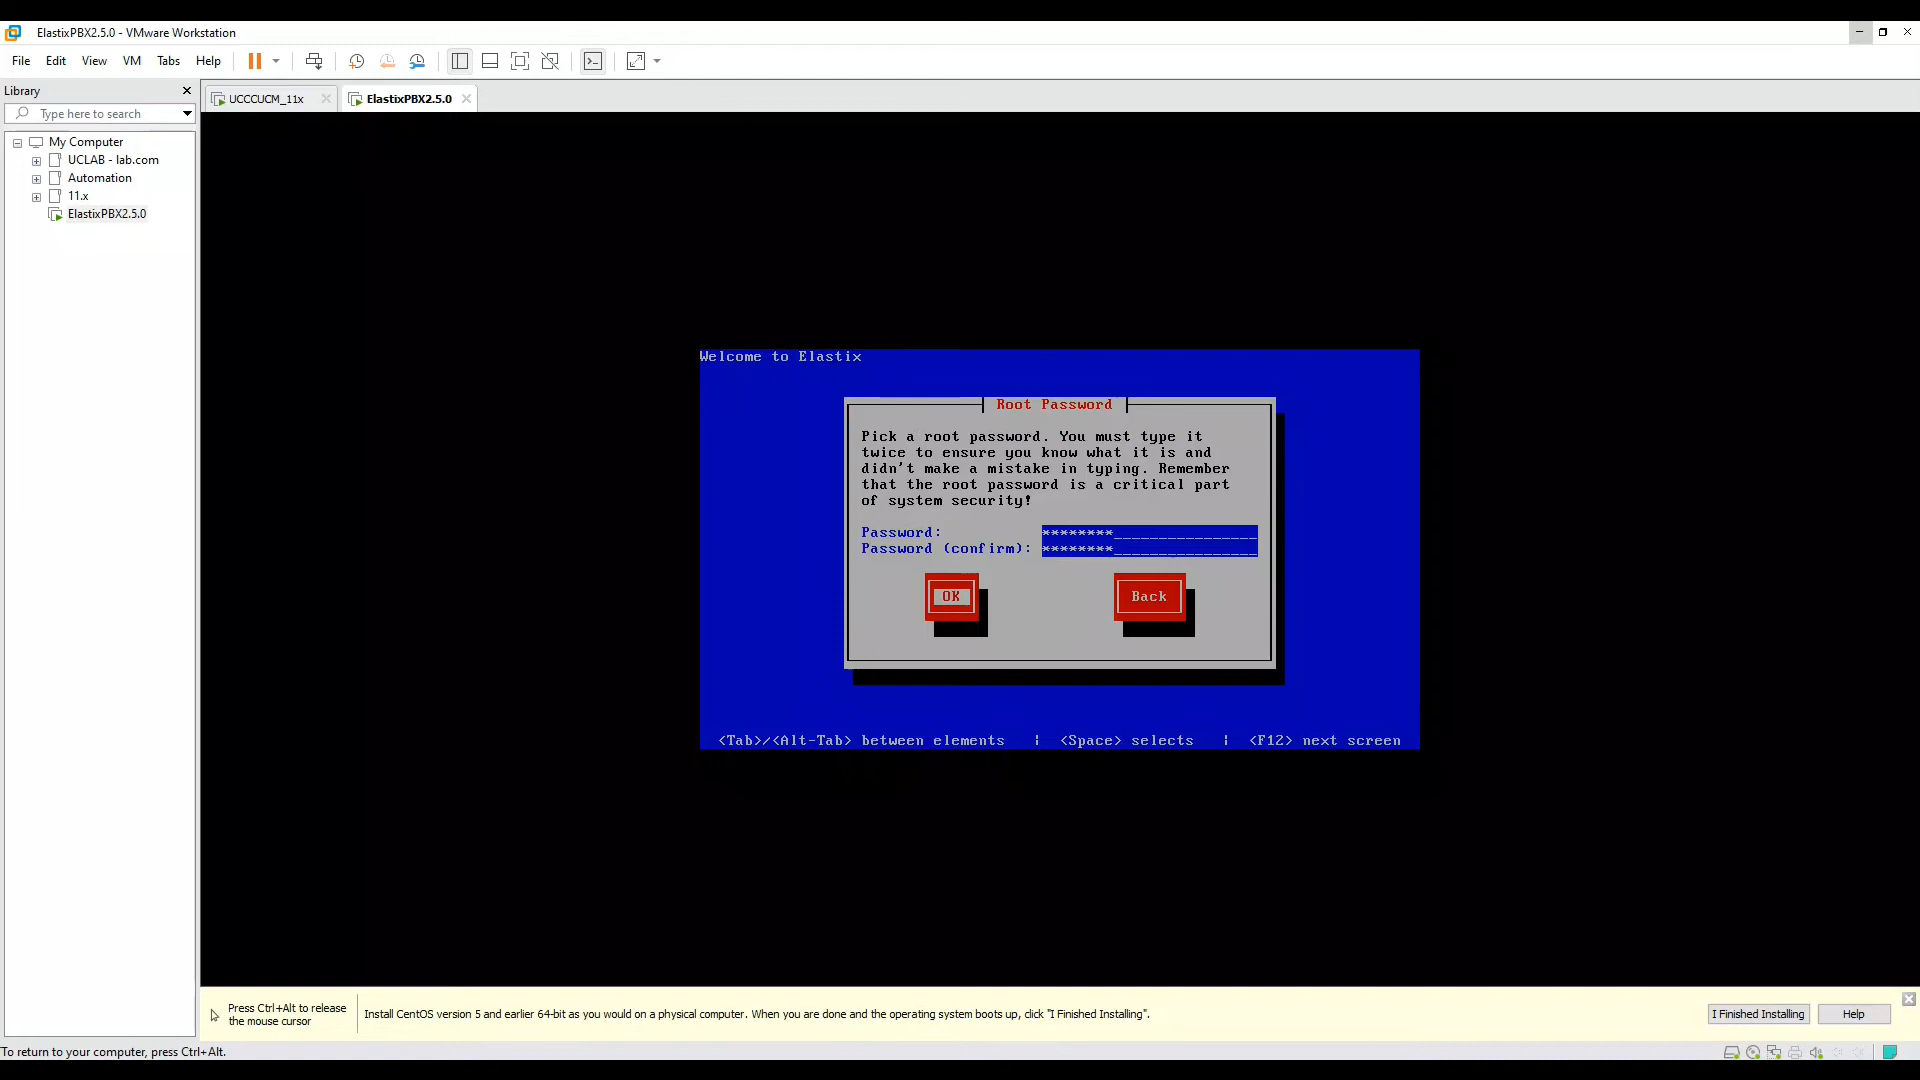 ElastixPBX2.5.0 - VMware Workstation
File Edit View VM Tabs Help
Library
Type here to search
UCCCUCM_11x
ElastixPBX2.5.0
My Computer
UCLAB - lab.com
Automation
11.x
ElastixPBX2.5.0
Welcome to Elastix
Root Password
Pick a root password. You must type it
twice to ensure you know what it is and
didn't make a mistake in typing. Remember
that the root password is a critical part
of system security!
Password: ********________________
Password (confirm): ********________________
OK Back
<Tab>/<Alt-Tab> between elements | <Space> selects | <F12> next screen
Press Ctrl+Alt to release
the mouse cursor
Install CentOS version 5 and earlier 64-bit as you would on a physical computer. When you are done and the operating system boots up, click "I Finished Installing".
I Finished Installing
Help
To return to your computer, press Ctrl+Alt.